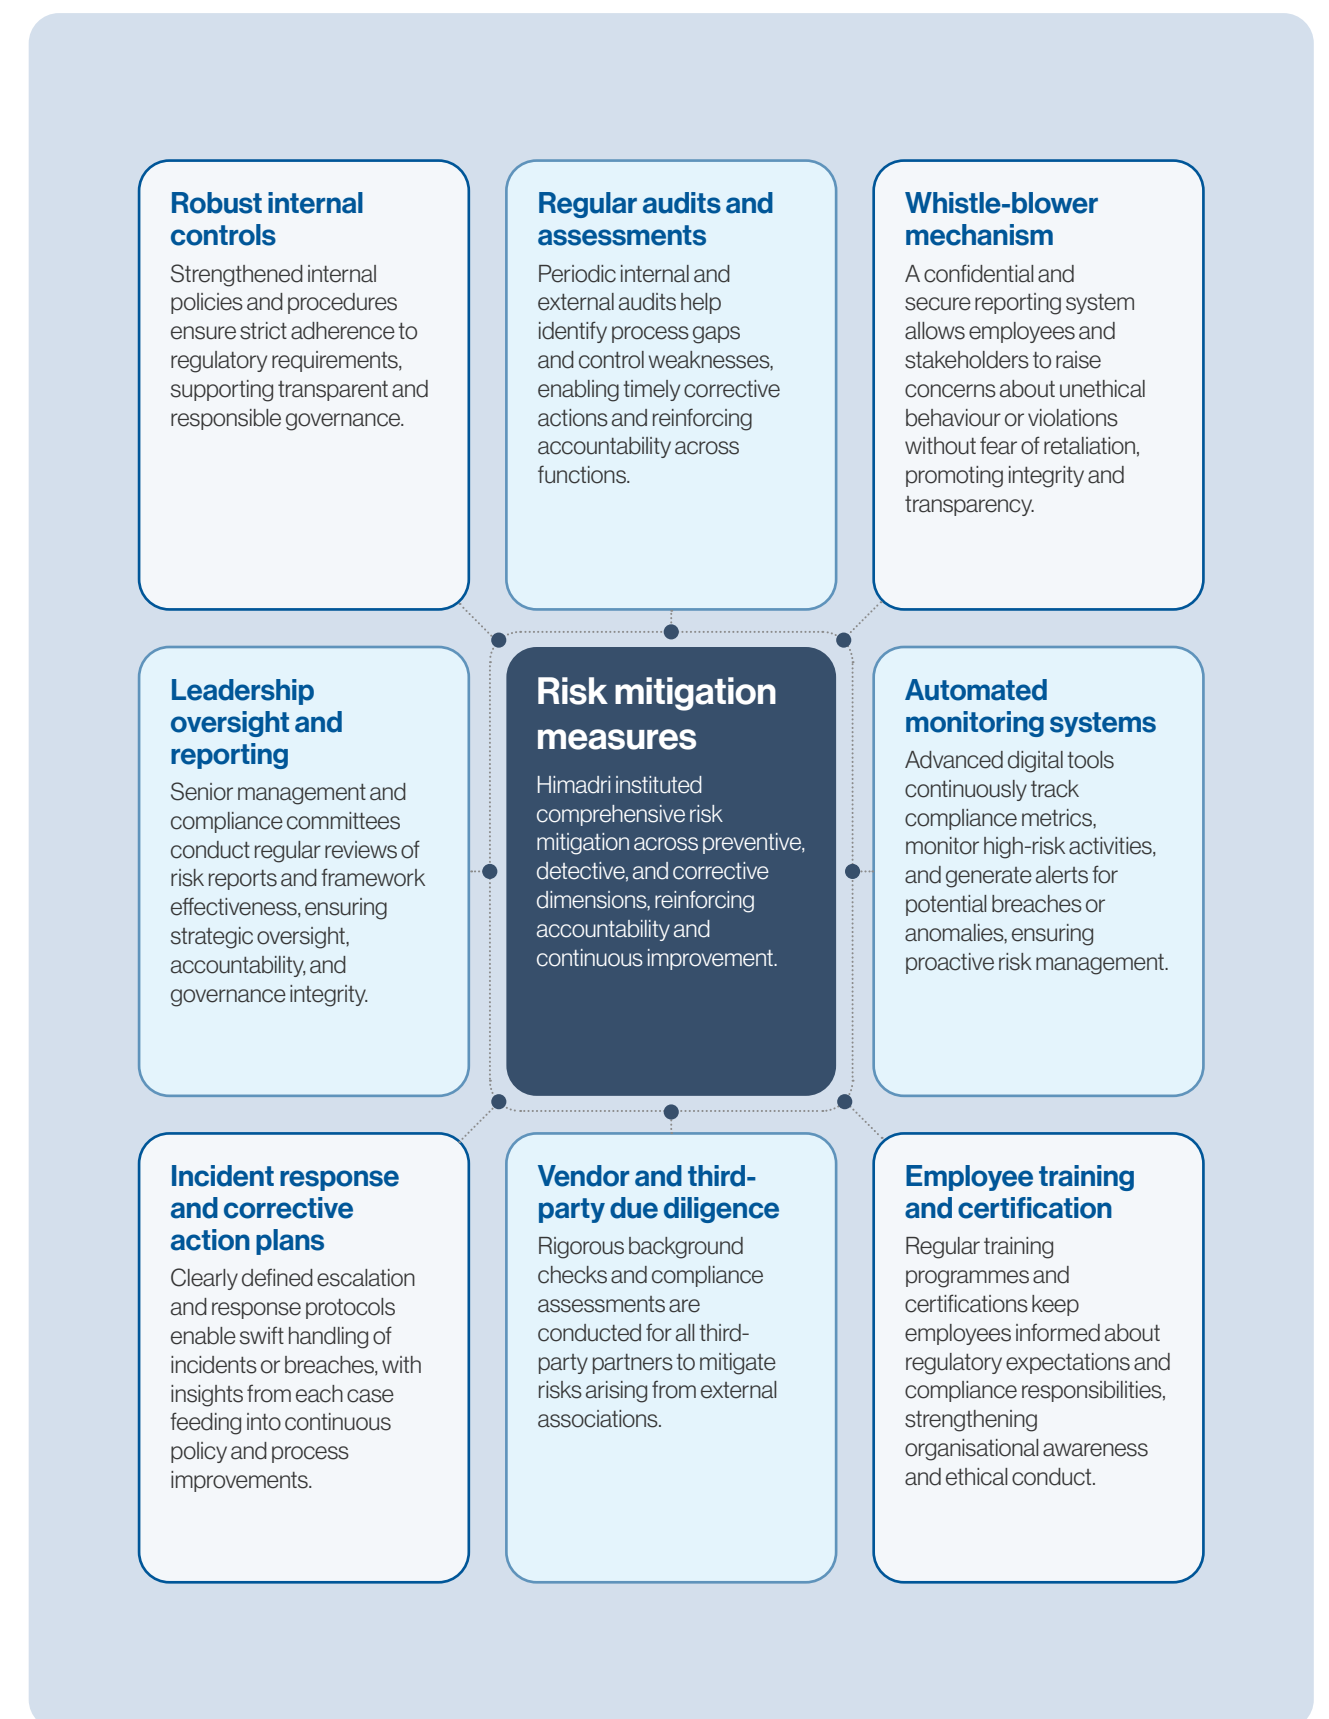 Robust internal
controls
Strengthened internal
policies and procedures
ensure strict adherence to
regulatory requirements,
supporting transparent and
responsible governance.
Regular audits and
assessments
Periodic internal and
external audits help
identify process gaps
and control weaknesses,
enabling timely corrective
actions and reinforcing
accountability across
functions.
Whistle-blower
mechanism
A confidential and
secure reporting system
allows employees and
stakeholders to raise
concerns about unethical
behaviour or violations
without fear of retaliation,
promoting integrity and
transparency.
Leadership
oversight and
reporting
Senior management and
compliance committees
conduct regular reviews of
risk reports and framework
effectiveness, ensuring
strategic oversight,
accountability, and
governance integrity.
Risk mitigation
measures
Himadri instituted
comprehensive risk
mitigation across preventive,
detective, and corrective
dimensions, reinforcing
accountability and
continuous improvement.
Automated
monitoring systems
Advanced digital tools
continuously track
compliance metrics,
monitor high-risk activities,
and generate alerts for
potential breaches or
anomalies, ensuring
proactive risk management.
Incident response
and corrective
action plans
Clearly defined escalation
and response protocols
enable swift handling of
incidents or breaches, with
insights from each case
feeding into continuous
policy and process
improvements.
Vendor and third-
party due diligence
Rigorous background
checks and compliance
assessments are
conducted for all third-
party partners to mitigate
risks arising from external
associations.
Employee training
and certification
Regular training
programmes and
certifications keep
employees informed about
regulatory expectations and
compliance responsibilities,
strengthening
organisational awareness
and ethical conduct.